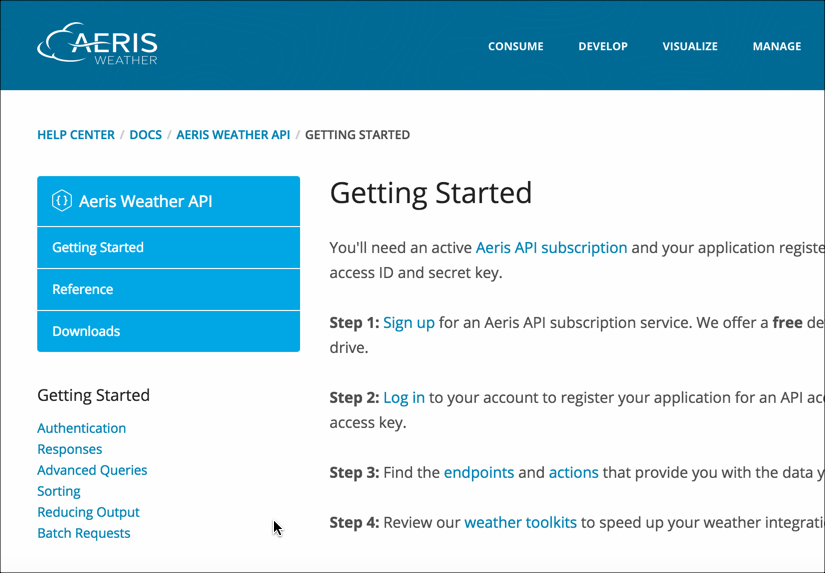 AERIS
WEATHER
CONSUME DEVELOP VISUALIZE MANAGE
HELP CENTER / DOCS / AERIS WEATHER API / GETTING STARTED
{} Aeris Weather API
Getting Started
Reference
Downloads
Getting Started
Authentication
Responses
Advanced Queries
Sorting
Reducing Output
Batch Requests
Getting Started
You'll need an active Aeris API subscription and your application registe
access ID and secret key.
Step 1: Sign up for an Aeris API subscription service. We offer a free de
drive.
Step 2: Log in to your account to register your application for an API ac
access key.
Step 3: Find the endpoints and actions that provide you with the data y
Step 4: Review our weather toolkits to speed up your weather integrati